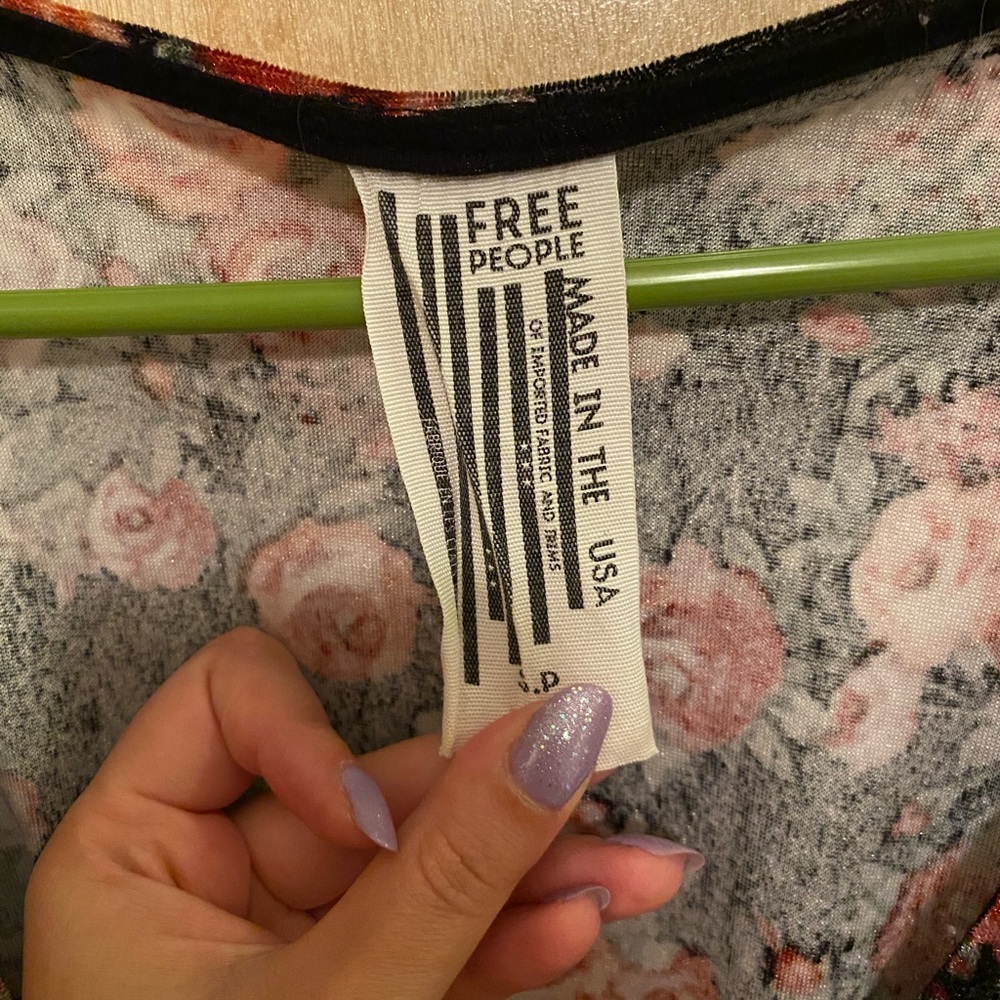 FREE
PEOPLE
MADE IN THE USA
OF IMPORTED FABRIC AND TRIMS